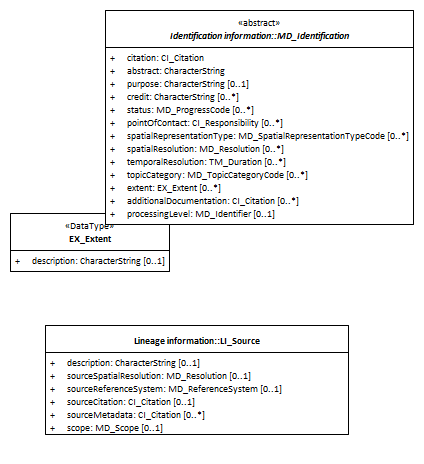 «abstract»
Identification information::MD_Identification
+ citation: CI_Citation
+ abstract: CharacterString
+ purpose: CharacterString [0..1]
+ credit: CharacterString [0..*]
+ status: MD_ProgressCode [0..*]
+ pointOfContact: CI_Responsibility [0..*]
+ spatialRepresentationType: MD_SpatialRepresentationTypeCode [0..*]
+ spatialResolution: MD_Resolution [0..*]
+ temporalResolution: TM_Duration [0..*]
+ topicCategory: MD_TopicCategoryCode [0..*]
+ extent: EX_Extent [0..*]
+ additionalDocumentation: CI_Citation [0..*]
+ processingLevel: MD_Identifier [0..1]
«DataType»
EX_Extent
+ description: CharacterString [0..1]
Lineage information::LI_Source
+ description: CharacterString [0..1]
+ sourceSpatialResolution: MD_Resolution [0..1]
+ sourceReferenceSystem: MD_ReferenceSystem [0..1]
+ sourceCitation: CI_Citation [0..1]
+ sourceMetadata: CI_Citation [0..*]
+ scope: MD_Scope [0..1]